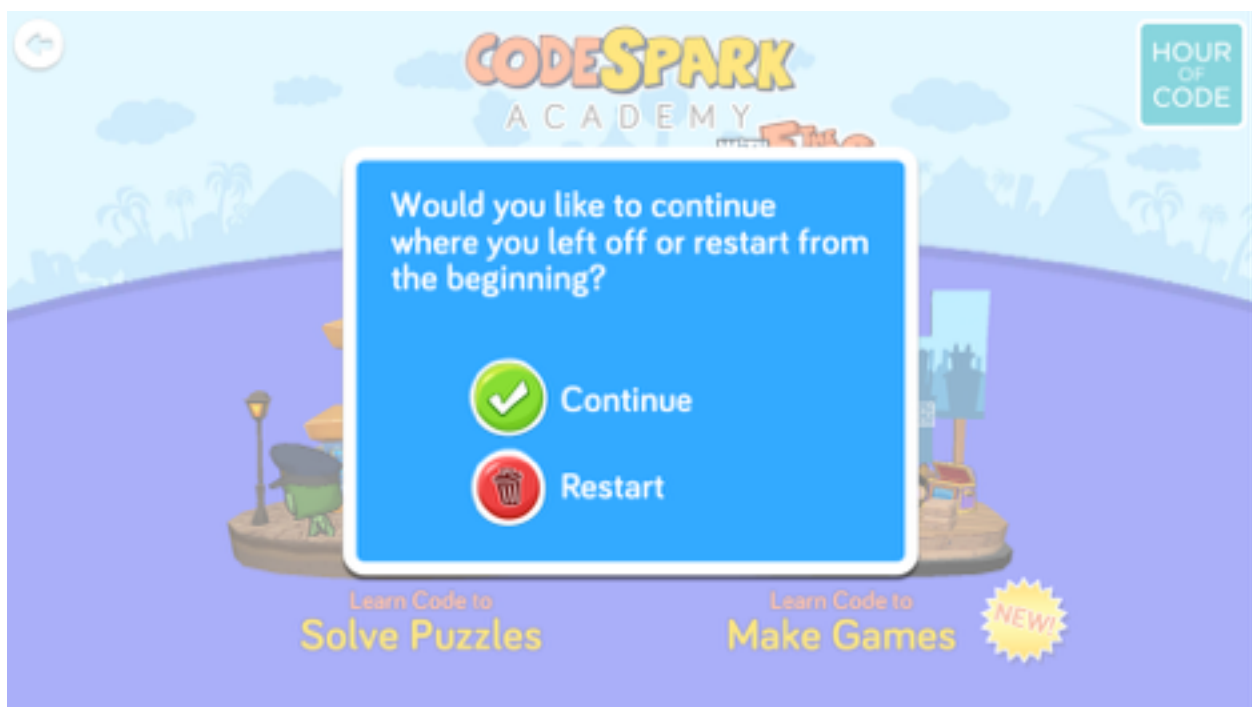 CODESPARK
ACADEMY
HOUR
OF
CODE
Would you like to continue
where you left off or restart from
the beginning?
Continue
Restart
Learn Code to
Solve Puzzles
Learn Code to
Make Games
NEW!